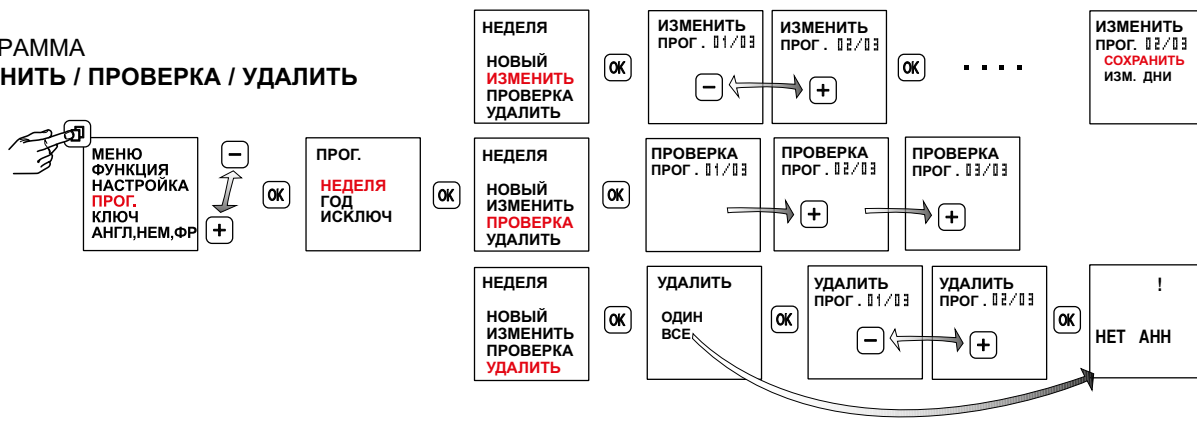 РАММА
НИТЬ / ПРОВЕРКА / УДАЛИТЬ
НЕДЕЛЯ
НОВЫЙ
ИЗМЕНИТЬ
ПРОВЕРКА
УДАЛИТЬ
OK
ИЗМЕНИТЬ
ПРОГ. 01/03
−
ИЗМЕНИТЬ
ПРОГ. 02/03
+
OK
. . . .
ИЗМЕНИТЬ
ПРОГ. 02/03
СОХРАНИТЬ
ИЗМ. ДНИ
МЕНЮ
ФУНКЦИЯ
НАСТРОЙКА
ПРОГ.
КЛЮЧ
АНГЛ,НЕМ,ФР
−
+
OK
ПРОГ.
НЕДЕЛЯ
ГОД
ИСКЛЮЧ
OK
НЕДЕЛЯ
НОВЫЙ
ИЗМЕНИТЬ
ПРОВЕРКА
УДАЛИТЬ
OK
ПРОВЕРКА
ПРОГ. 01/03
ПРОВЕРКА
ПРОГ. 02/03
+
ПРОВЕРКА
ПРОГ. 03/03
+
НЕДЕЛЯ
НОВЫЙ
ИЗМЕНИТЬ
ПРОВЕРКА
УДАЛИТЬ
OK
УДАЛИТЬ
ОДИН
ВСЕ
OK
УДАЛИТЬ
ПРОГ. 01/03
−
УДАЛИТЬ
ПРОГ. 02/03
+
OK
!
НЕТ АНН